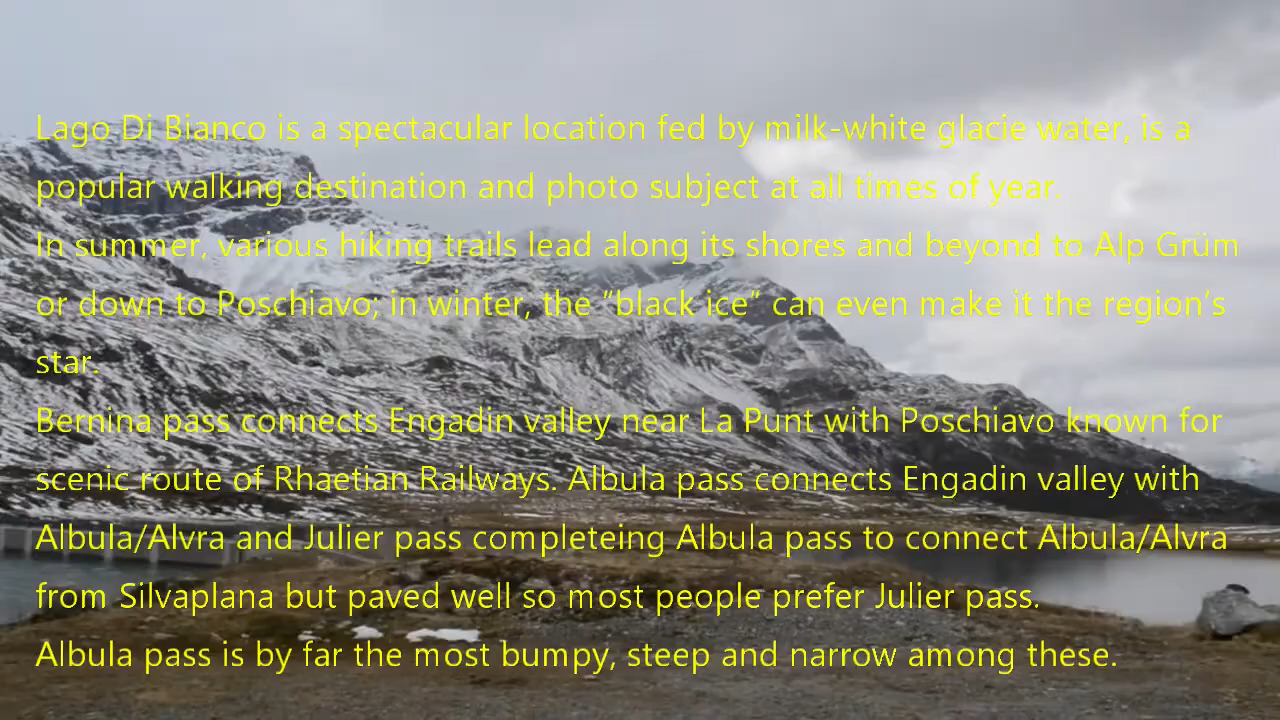 Lago Di Bianco is a spectacular location fed by milk-white glacie water, is a
popular walking destination and photo subject at all times of year.
In summer, various hiking trails lead along its shores and beyond to Alp Grüm
or down to Poschiavo; in winter, the “black ice” can even make it the region’s
star.
Bernina pass connects Engadin valley near La Punt with Poschiavo known for
scenic route of Rhaetian Railways. Albula pass connects Engadin valley with
Albula/Alvra and Julier pass completeing Albula pass to connect Albula/Alvra
from Silvaplana but paved well so most people prefer Julier pass.
Albula pass is by far the most bumpy, steep and narrow among these.